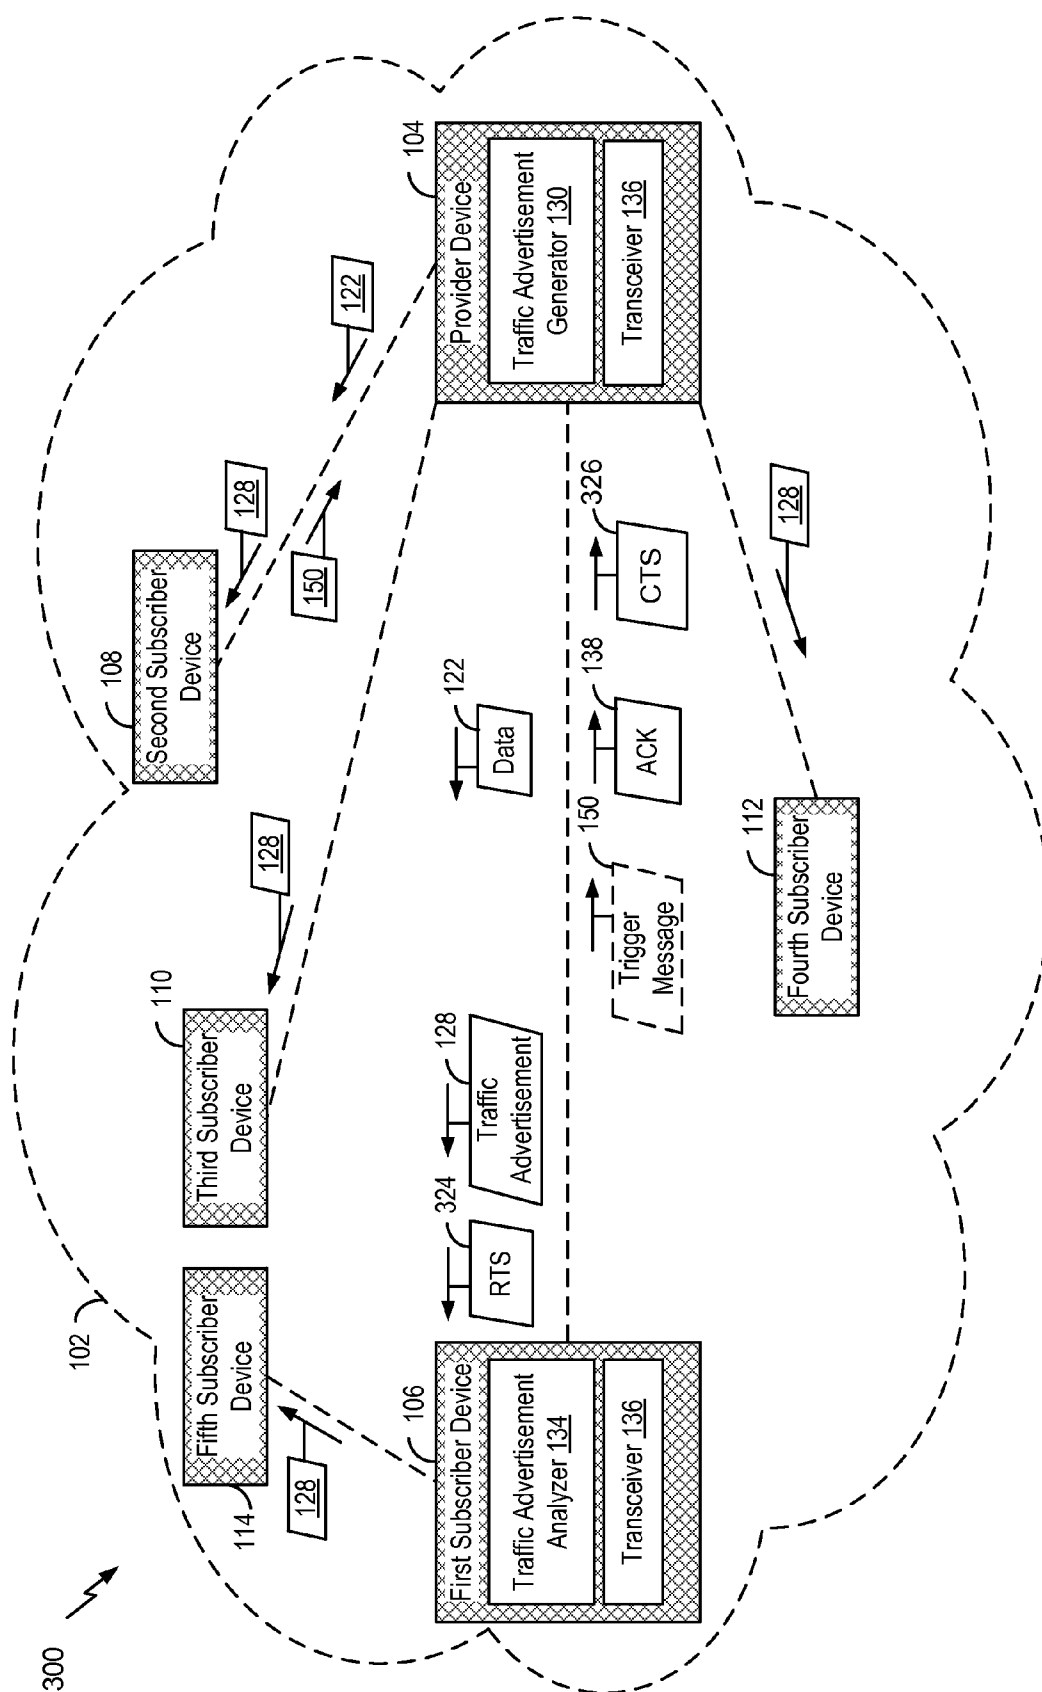 300
102
114
Fifth Subscriber
Device
128
110
Third Subscriber
Device
128
108
Second Subscriber
Device
128
150
122
106
First Subscriber Device
Traffic Advertisement
Analyzer 134
Transceiver 136
324
RTS
128
Traffic
Advertisement
122
Data
150
Trigger
Message
138
ACK
326
CTS
104
Provider Device
Traffic Advertisement
Generator 130
Transceiver 136
112
Fourth Subscriber
Device
128